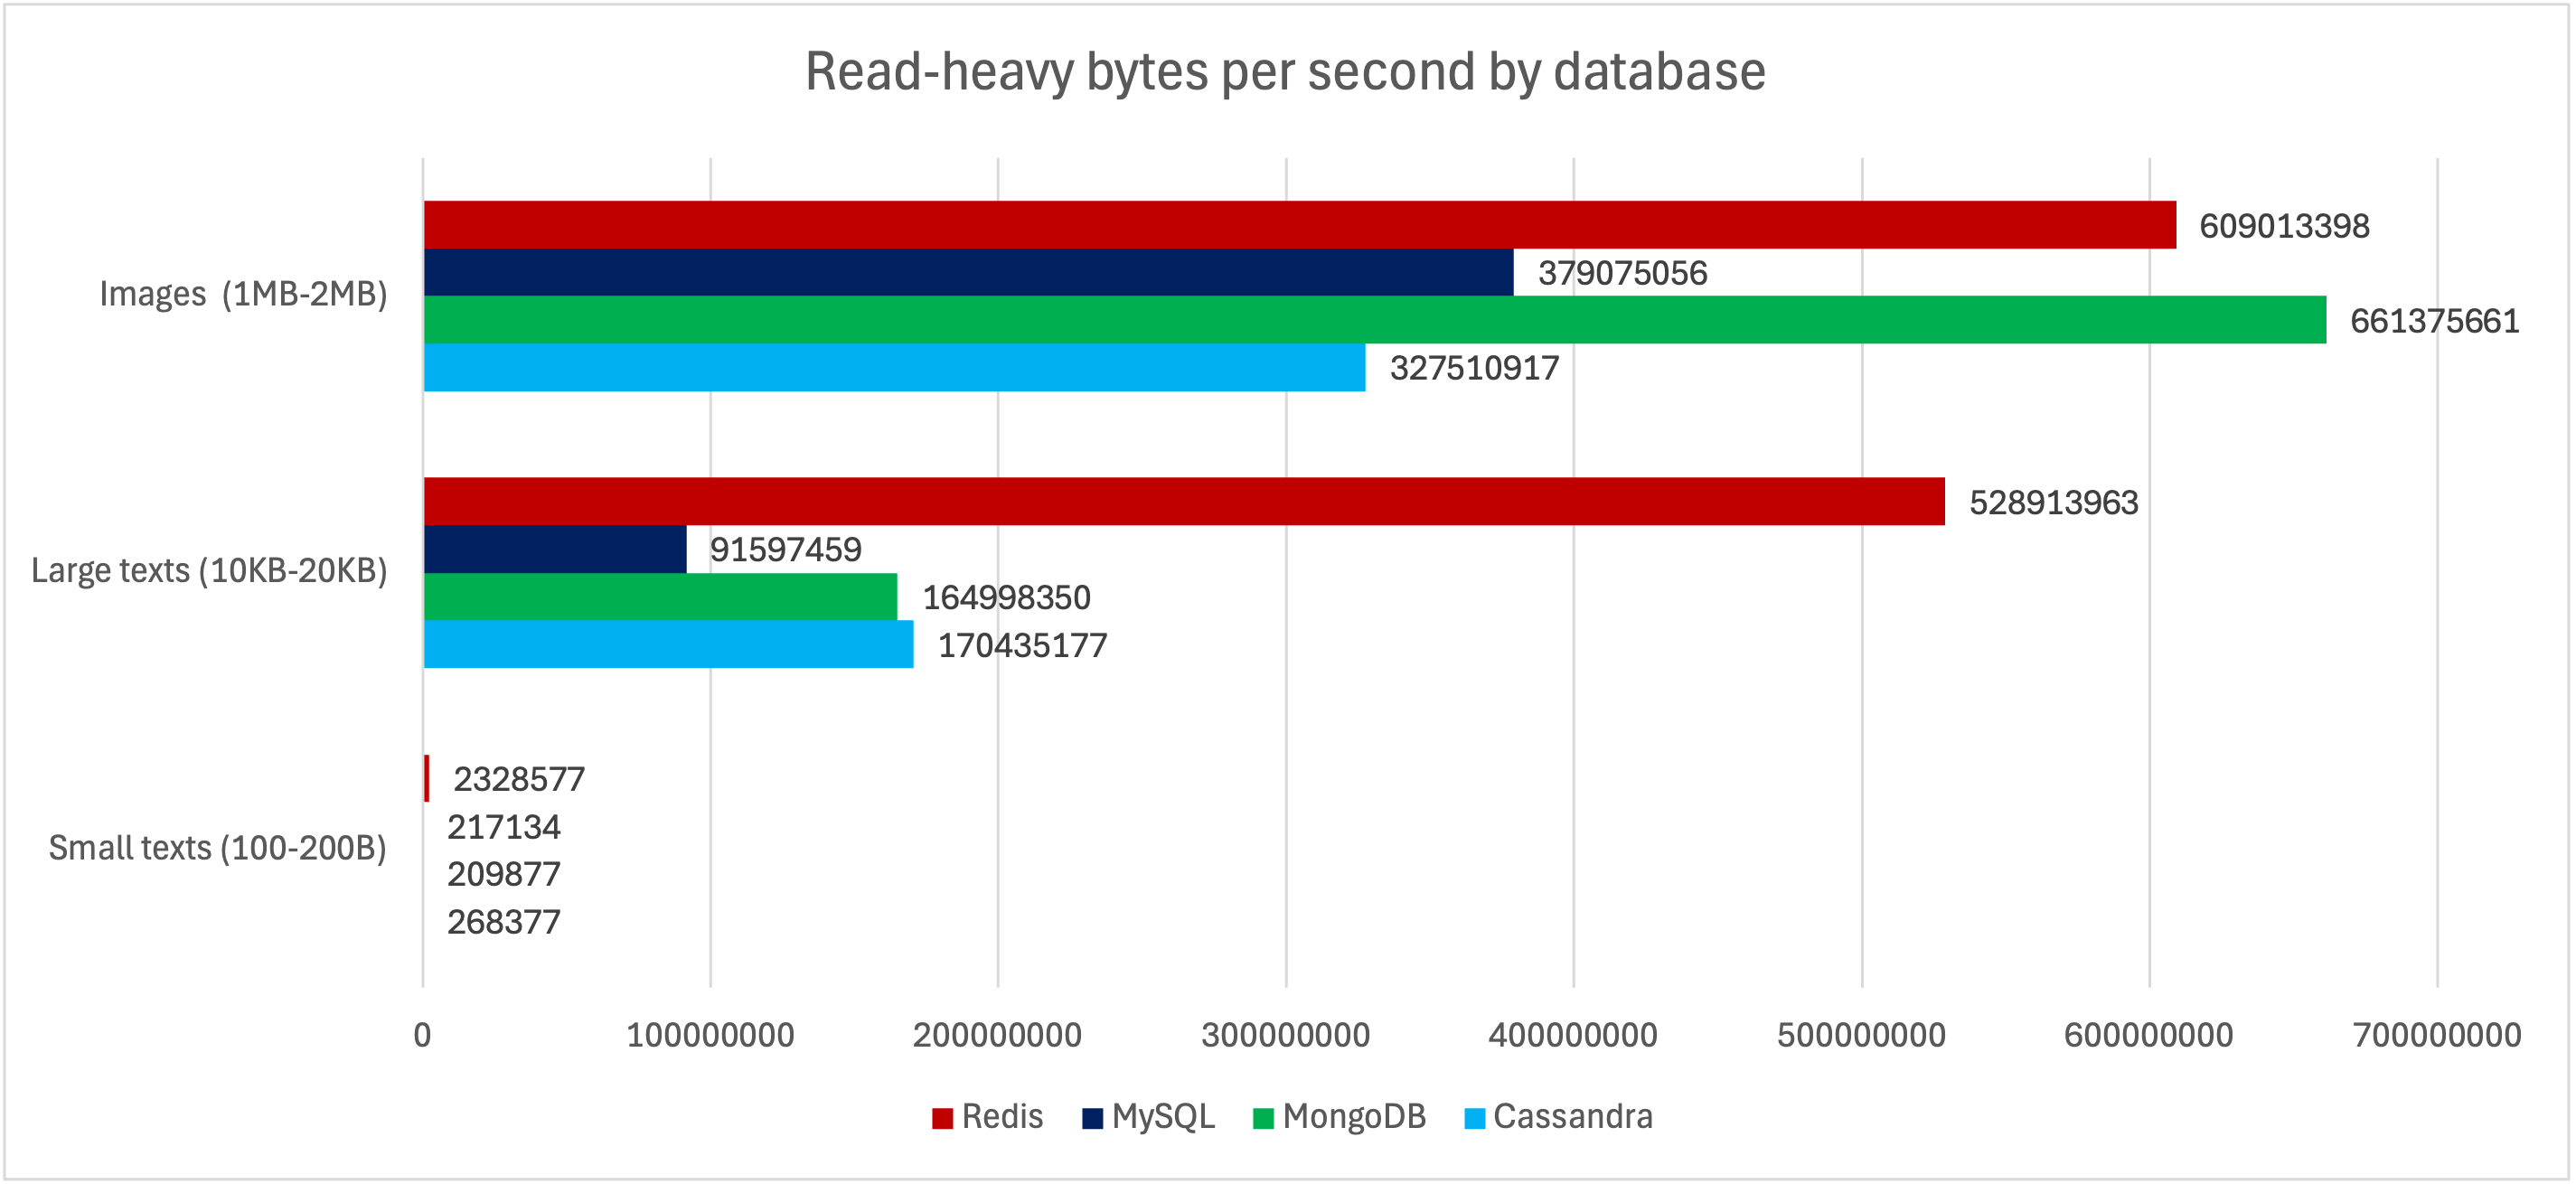 Read-heavy bytes per second by database
Images (1MB-2MB)
609013398
379075056
661375661
327510917
Large texts (10KB-20KB)
528913963
91597459
164998350
170435177
Small texts (100-200B)
2328577
217134
209877
268377
0 100000000 200000000 300000000 400000000 500000000 600000000 700000000
Redis MySQL MongoDB Cassandra